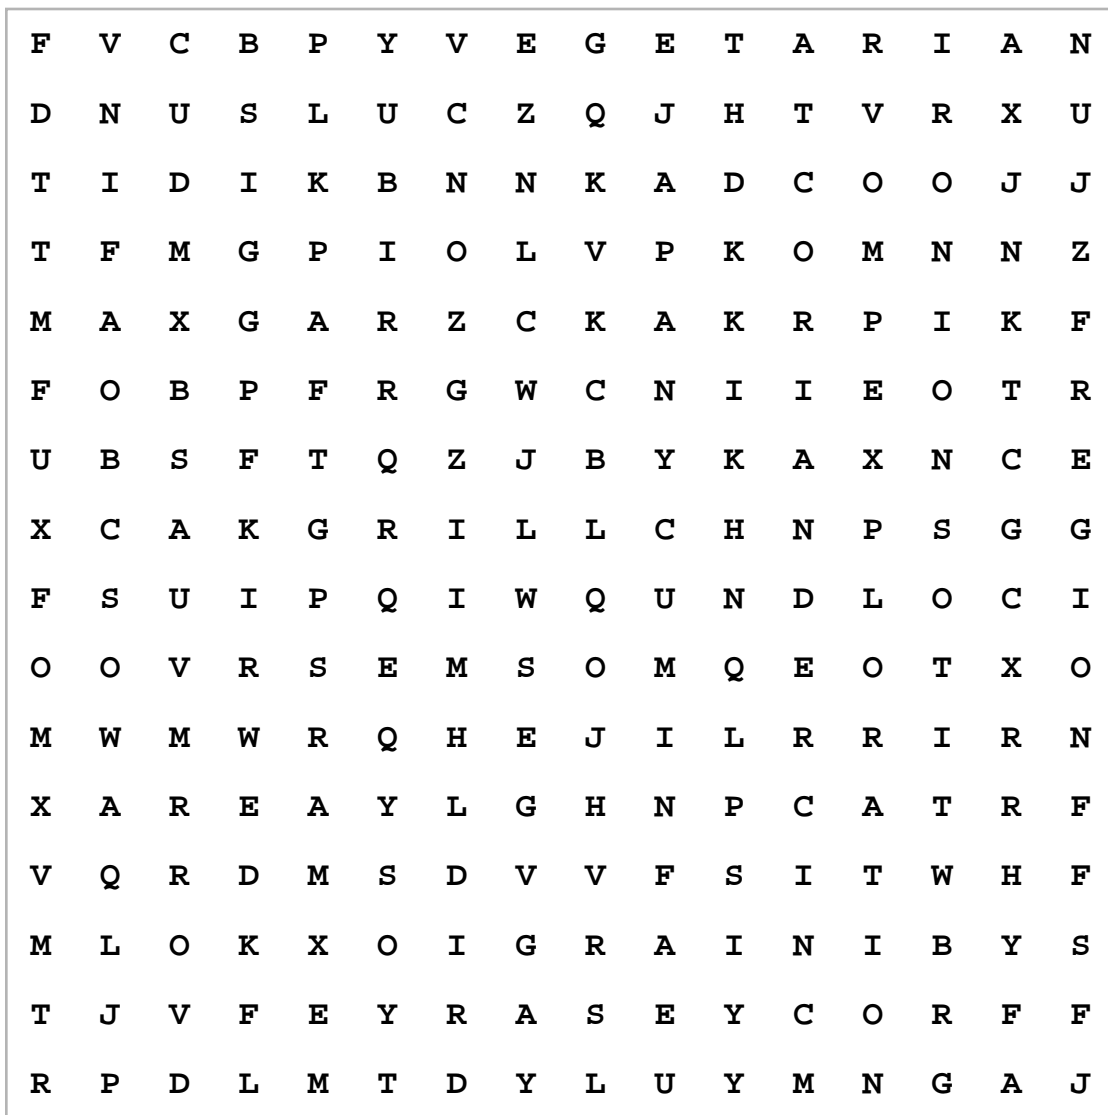 F V C B P Y V E G E T A R I A N
D N U S L U C Z Q J H T V R X U
T I D I K B N N K A D C O O J J
T F M G P I O L V P K O M N N Z
M A X G A R Z C K A K R P I K F
F O B P F R G W C N I I E O T R
U B S F T Q Z J B Y K A X N C E
X C A K G R I L L C H N P S G G
F S U I P Q I W Q U N D L O C I
O O V R S E M S O M Q E O T X O
M W M W R Q H E J I L R R I R N
X A R E A Y L G H N P C A T R F
V Q R D M S D V V F S I T W H F
M L O K X O I G R A I N I B Y S
T J V F E Y R A S E Y C O R F F
R P D L M T D Y L U Y M N G A J